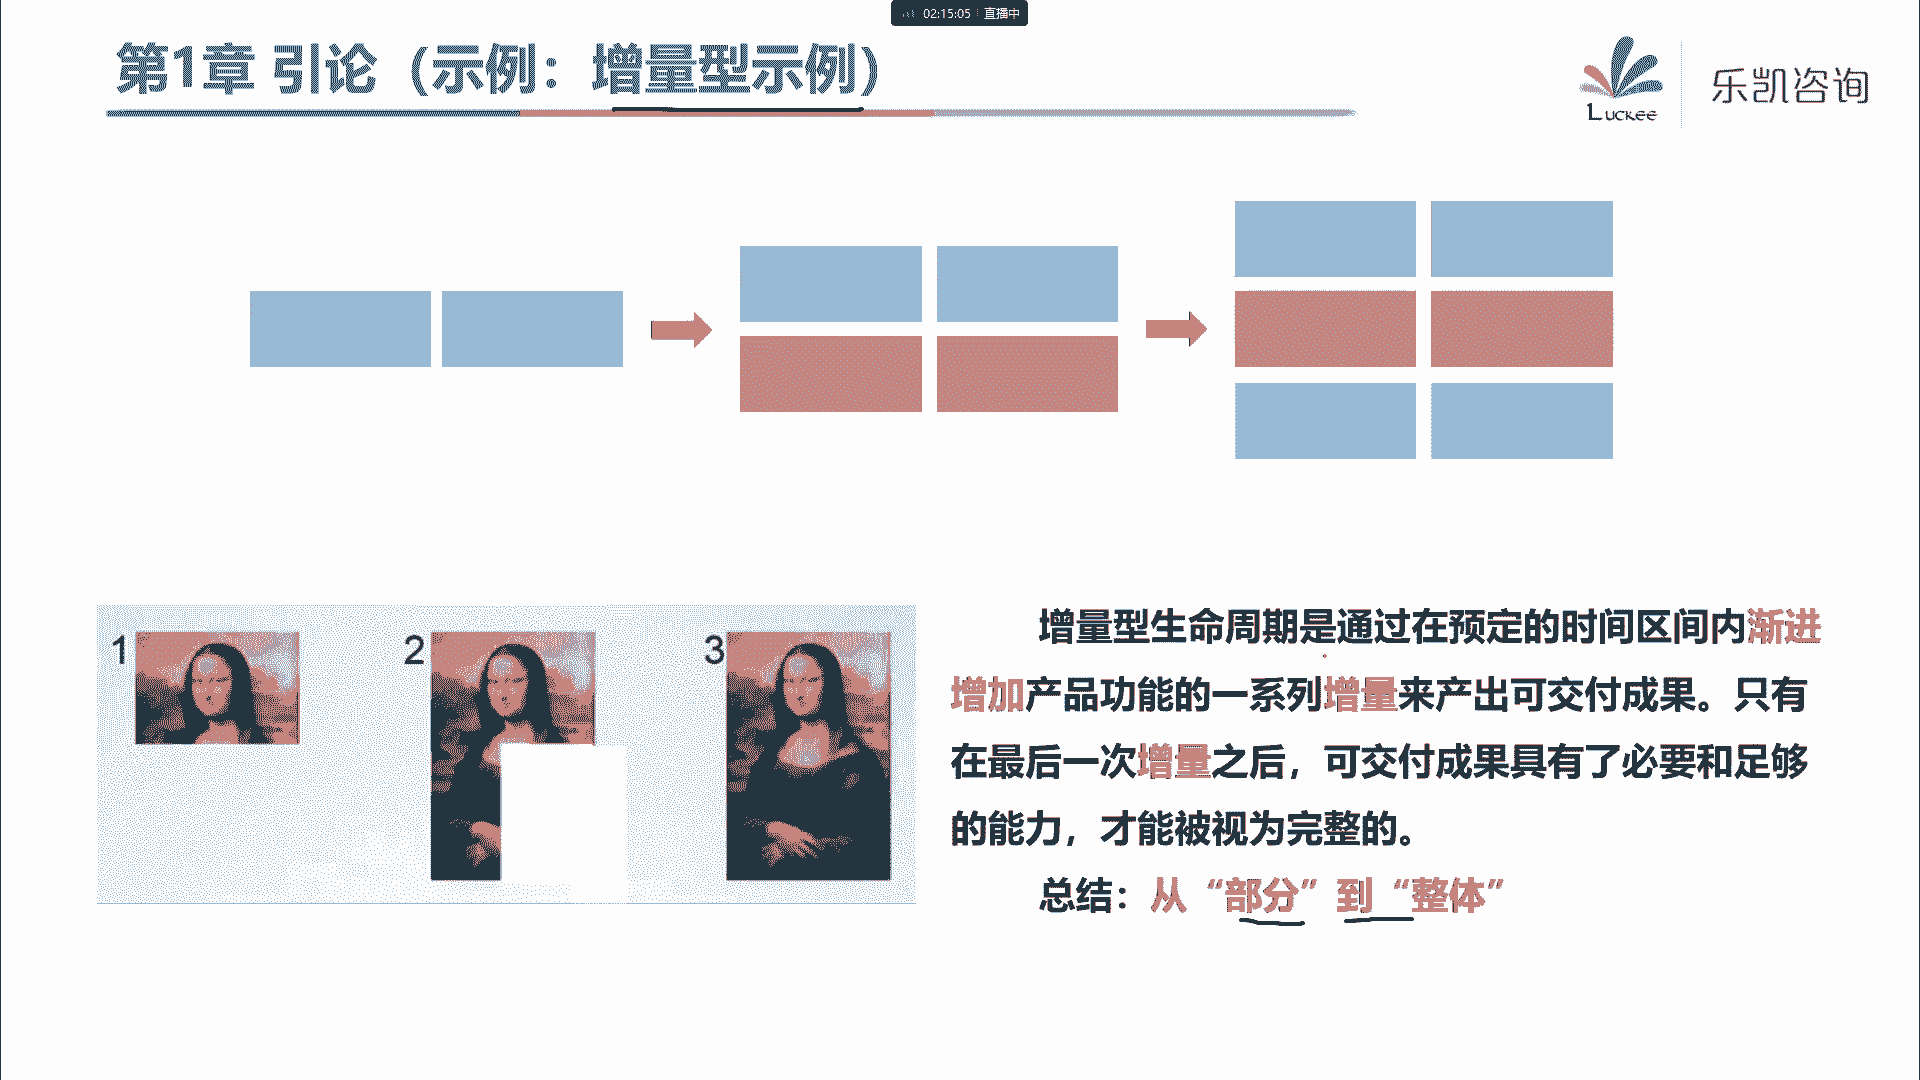 02:15:05 直播中
第1章 引论（示例：增量型示例）
Luckee
乐凯咨询
1
2
3
增量型生命周期是通过在预定的时间区间内渐进
增加产品功能的一系列增量来产出可交付成果。只有
在最后一次增量之后，可交付成果具有了必要和足够
的能力，才能被视为完整的。
总结：从“部分”到“整体”